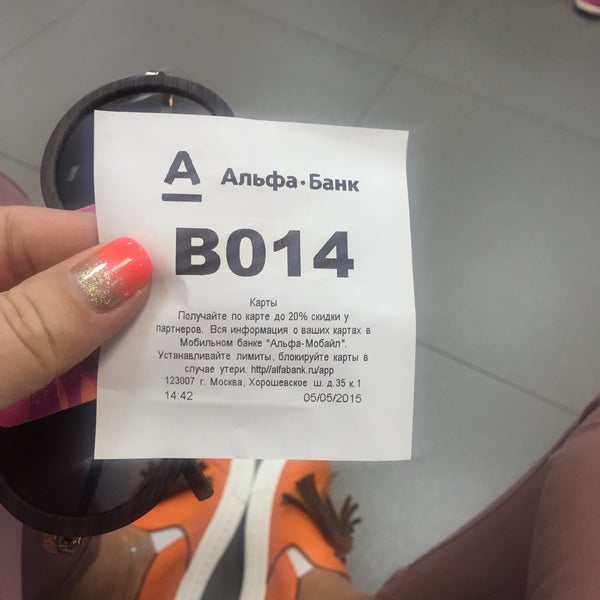 А Альфа·Банк
B014
Карты
Получайте по карте до 20% скидки у
партнеров. Вся информация о ваших картах в
Мобильном банке "Альфа-Мобайл".
Устанавливайте лимиты, блокируйте карты в
случае утери. http//alfabank.ru/app
123007 г. Москва, Хорошевское ш. д.35 к.1
14:42 05/05/2015